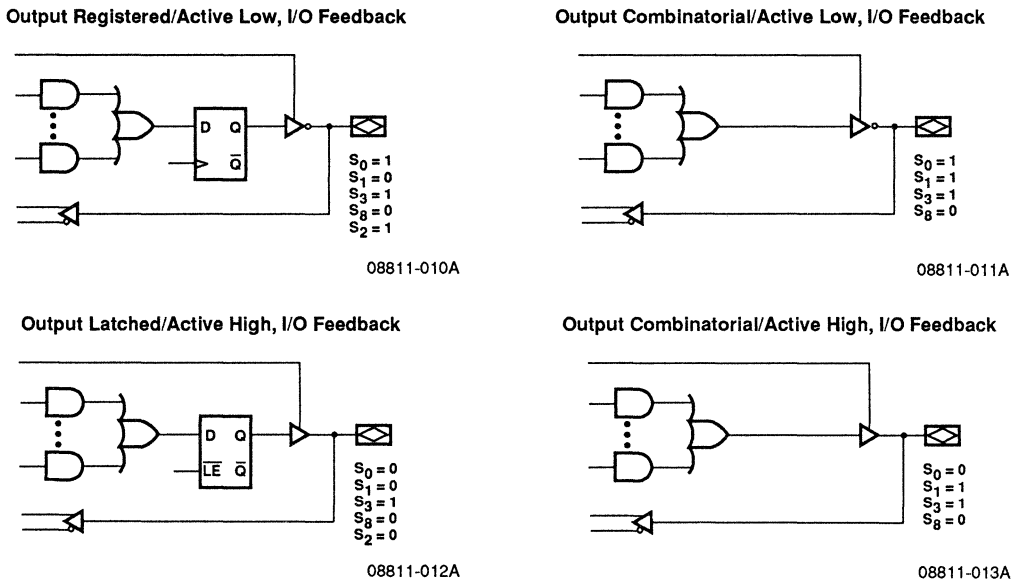 Output Registered/Active Low, I/O Feedback
D Q
Q̅
S0 = 1
S1 = 0
S3 = 1
S8 = 0
S2 = 1
08811-010A
Output Combinatorial/Active Low, I/O Feedback
S0 = 1
S1 = 1
S3 = 1
S8 = 0
08811-011A
Output Latched/Active High, I/O Feedback
D Q
L̅E̅ Q̅
S0 = 0
S1 = 0
S3 = 1
S8 = 0
S2 = 0
08811-012A
Output Combinatorial/Active High, I/O Feedback
S0 = 0
S1 = 1
S3 = 1
S8 = 0
08811-013A